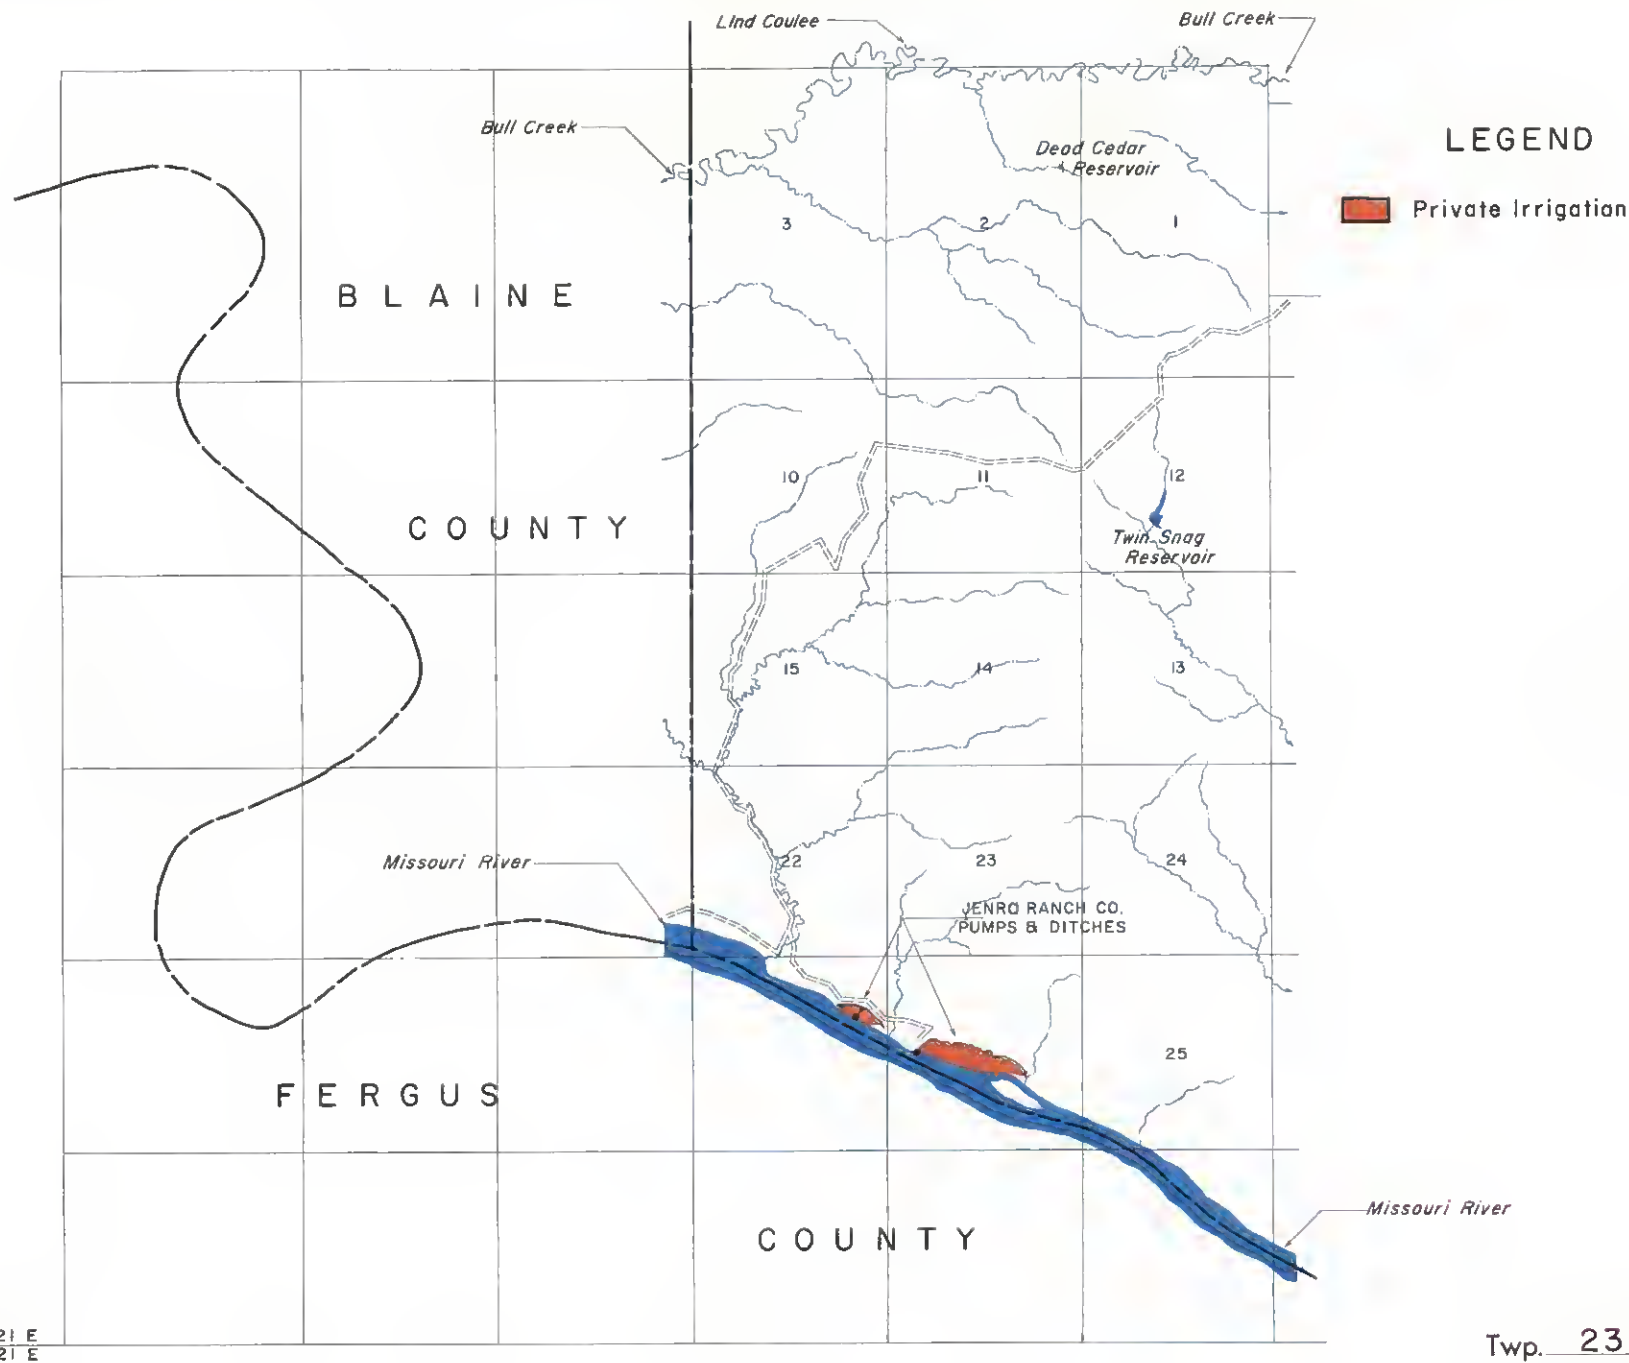 Lind Coulee
Bull Creek
Bull Creek
LEGEND
Dead Cedar
Reservoir
Private Irrigation
3
2
1
BLAINE
10
11
12
COUNTY
Twin Snag
Reservoir
15
14
13
Missouri River
22
23
24
JENRO RANCH CO.
PUMPS & DITCHES
25
FERGUS
Missouri River
COUNTY
21 E
21 E
Twp. 23